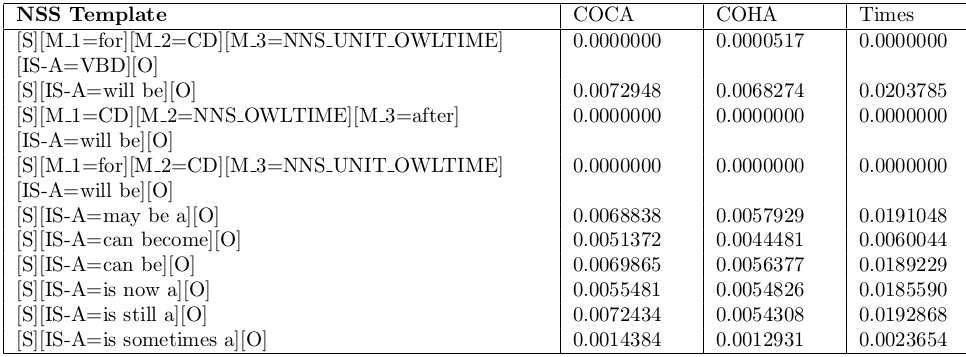 NSS Template COCA COHA Times
[S][M_1=for][M_2=CD][M_3=NNS_UNIT_OWLTIME] 0.0000000 0.0000517 0.0000000
[IS-A=VBD][O]
[S][IS-A=will be][O] 0.0072948 0.0068274 0.0203785
[S][M_1=CD][M_2=NNS_OWLTIME][M_3=after] 0.0000000 0.0000000 0.0000000
[IS-A=will be][O]
[S][M_1=for][M_2=CD][M_3=NNS_UNIT_OWLTIME] 0.0000000 0.0000000 0.0000000
[IS-A=will be][O]
[S][IS-A=may be a][O] 0.0068838 0.0057929 0.0191048
[S][IS-A=can become][O] 0.0051372 0.0044481 0.0060044
[S][IS-A=can be][O] 0.0069865 0.0056377 0.0189229
[S][IS-A=is now a][O] 0.0055481 0.0054826 0.0185590
[S][IS-A=is still a][O] 0.0072434 0.0054308 0.0192868
[S][IS-A=is sometimes a][O] 0.0014384 0.0012931 0.0023654